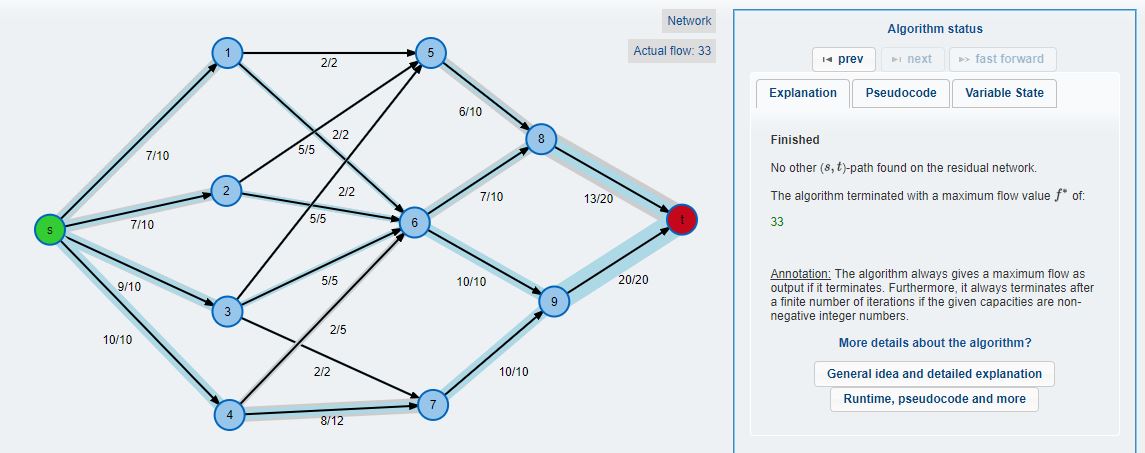 Network
Actual flow: 33
1
5
2/2
6/10
7/10
8
2/2
5/5
2
2/2
7/10
13/20
s
7/10
5/5
6
t
5/5
10/10
20/20
9/10
9
3
2/5
10/10
2/2
10/10
4
7
8/12
Algorithm status
prev
next
fast forward
Explanation
Pseudocode
Variable State
Finished
No other (s, t)-path found on the residual network.
The algorithm terminated with a maximum flow value f* of:
33
Annotation: The algorithm always gives a maximum flow as
output if it terminates. Furthermore, it always terminates after
a finite number of iterations if the given capacities are non-
negative integer numbers.
More details about the algorithm?
General idea and detailed explanation
Runtime, pseudocode and more